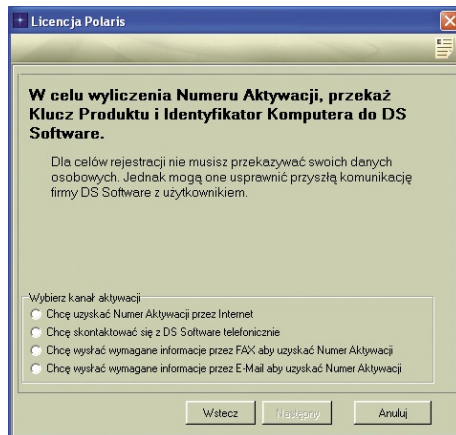 Licencja Polaris
W celu wyliczenia Numeru Aktywacji, przekaż
Klucz Produktu i Identyfikator Komputera do DS
Software.
Dla celów rejestracji nie musisz przekazywać swoich danych
osobowych. Jednak mogą one usprawnić przyszłą komunikację
firmy DS Software z użytkownikiem.
Wybierz kanał aktywacji
Chcę uzyskać Numer Aktywacji przez Internet
Chcę skontaktować się z DS Software telefonicznie
Chcę wysłać wymagane informacje przez FAX aby uzyskać Numer Aktywacji
Chcę wysłać wymagane informacje przez E-Mail aby uzyskać Numer Aktywacji
Wstecz Następny Anuluj